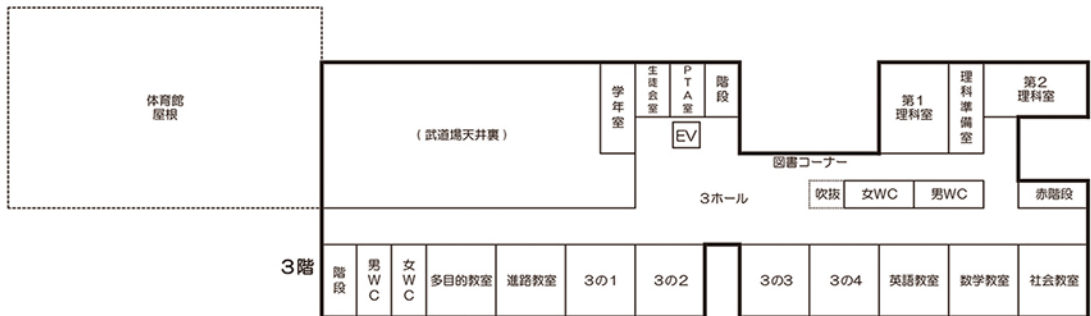 体育館
屋根
(武道場天井裏)
学年室
生徒会室
PTA室
階段
EV
第1
理科室
理科準備室
第2
理科室
図書コーナー
3ホール
吹抜
女WC
男WC
赤階段
3階
階段
男WC
女WC
多目的教室
進路教室
3の1
3の2
3の3
3の4
英語教室
数学教室
社会教室